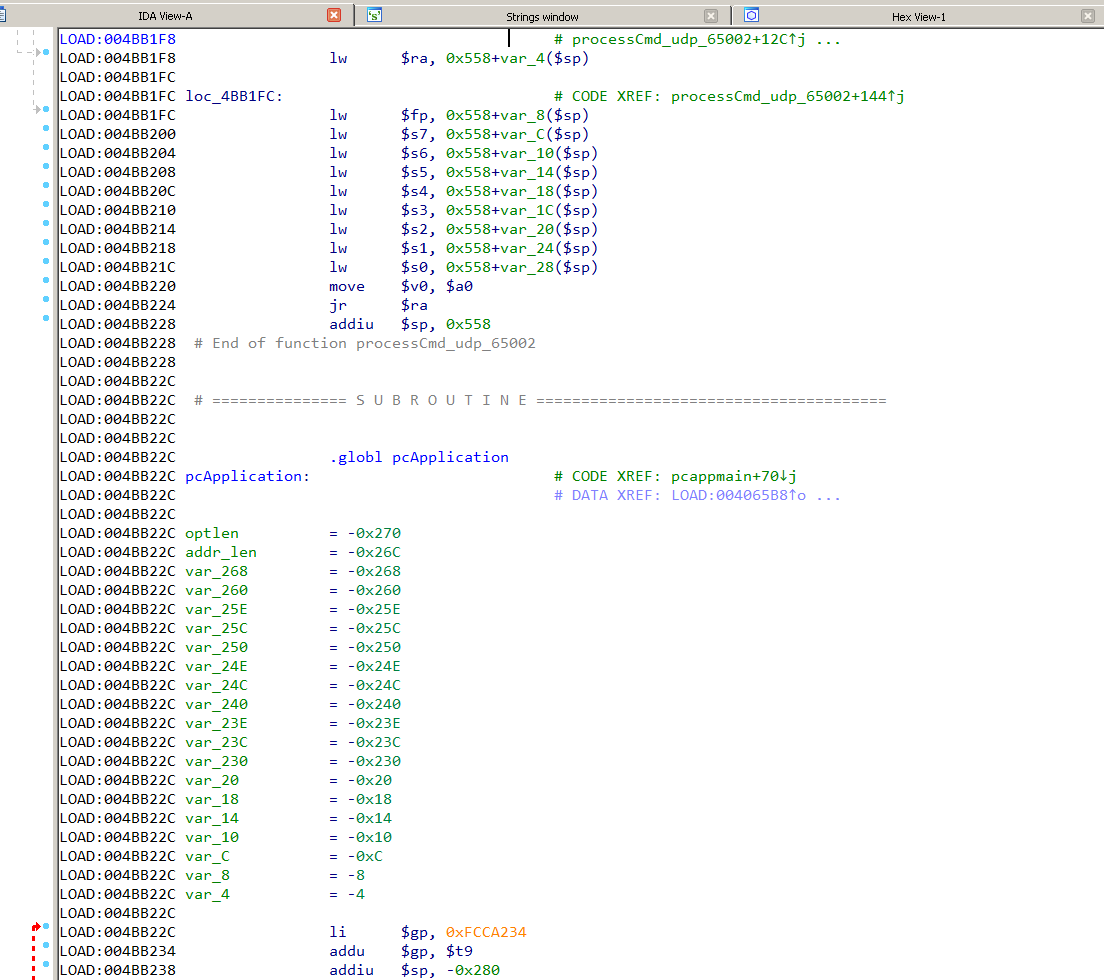 IDA View-A Strings window Hex View-1
LOAD:004BB1F8 # processCmd_udp_65002+12C↑j ...
LOAD:004BB1F8 lw $ra, 0x558+var_4($sp)
LOAD:004BB1FC
LOAD:004BB1FC loc_4BB1FC: # CODE XREF: processCmd_udp_65002+144↑j
LOAD:004BB1FC lw $fp, 0x558+var_8($sp)
LOAD:004BB200 lw $s7, 0x558+var_C($sp)
LOAD:004BB204 lw $s6, 0x558+var_10($sp)
LOAD:004BB208 lw $s5, 0x558+var_14($sp)
LOAD:004BB20C lw $s4, 0x558+var_18($sp)
LOAD:004BB210 lw $s3, 0x558+var_1C($sp)
LOAD:004BB214 lw $s2, 0x558+var_20($sp)
LOAD:004BB218 lw $s1, 0x558+var_24($sp)
LOAD:004BB21C lw $s0, 0x558+var_28($sp)
LOAD:004BB220 move $v0, $a0
LOAD:004BB224 jr $ra
LOAD:004BB228 addiu $sp, 0x558
LOAD:004BB228 # End of function processCmd_udp_65002
LOAD:004BB228
LOAD:004BB22C
LOAD:004BB22C # =============== S U B R O U T I N E =======================================
LOAD:004BB22C
LOAD:004BB22C
LOAD:004BB22C .globl pcApplication
LOAD:004BB22C pcApplication: # CODE XREF: pcappmain+70↓j
LOAD:004BB22C # DATA XREF: LOAD:004065B8↑o ...
LOAD:004BB22C
LOAD:004BB22C optlen = -0x270
LOAD:004BB22C addr_len = -0x26C
LOAD:004BB22C var_268 = -0x268
LOAD:004BB22C var_260 = -0x260
LOAD:004BB22C var_25E = -0x25E
LOAD:004BB22C var_25C = -0x25C
LOAD:004BB22C var_250 = -0x250
LOAD:004BB22C var_24E = -0x24E
LOAD:004BB22C var_24C = -0x24C
LOAD:004BB22C var_240 = -0x240
LOAD:004BB22C var_23E = -0x23E
LOAD:004BB22C var_23C = -0x23C
LOAD:004BB22C var_230 = -0x230
LOAD:004BB22C var_20 = -0x20
LOAD:004BB22C var_18 = -0x18
LOAD:004BB22C var_14 = -0x14
LOAD:004BB22C var_10 = -0x10
LOAD:004BB22C var_C = -0xC
LOAD:004BB22C var_8 = -8
LOAD:004BB22C var_4 = -4
LOAD:004BB22C
LOAD:004BB22C li $gp, 0xFCCA234
LOAD:004BB234 addu $gp, $t9
LOAD:004BB238 addiu $sp, -0x280